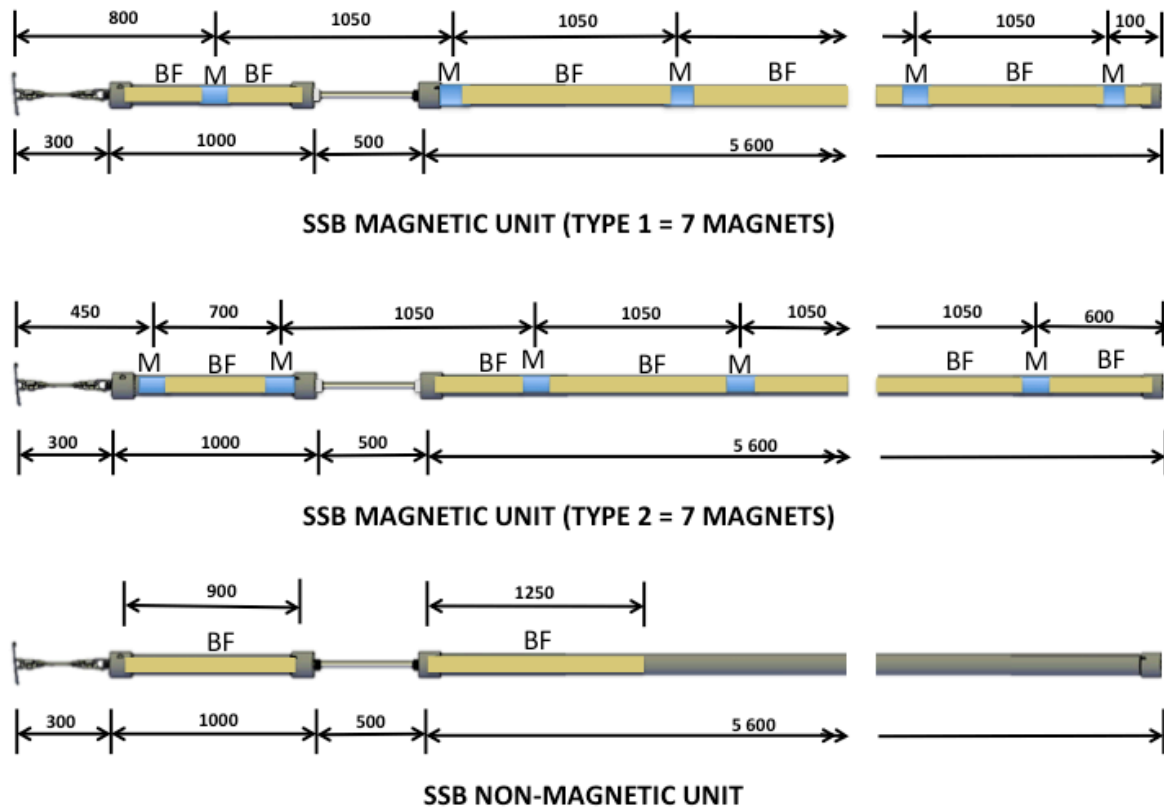 800 1050 1050 1050 100
BF M BF M BF M BF M BF M
300 1000 500 5 600
SSB MAGNETIC UNIT (TYPE 1 = 7 MAGNETS)
450 700 1050 1050 1050 1050 600
M BF M BF M BF M BF M BF
300 1000 500 5 600
SSB MAGNETIC UNIT (TYPE 2 = 7 MAGNETS)
900 1250
BF BF
300 1000 500 5 600
SSB NON-MAGNETIC UNIT